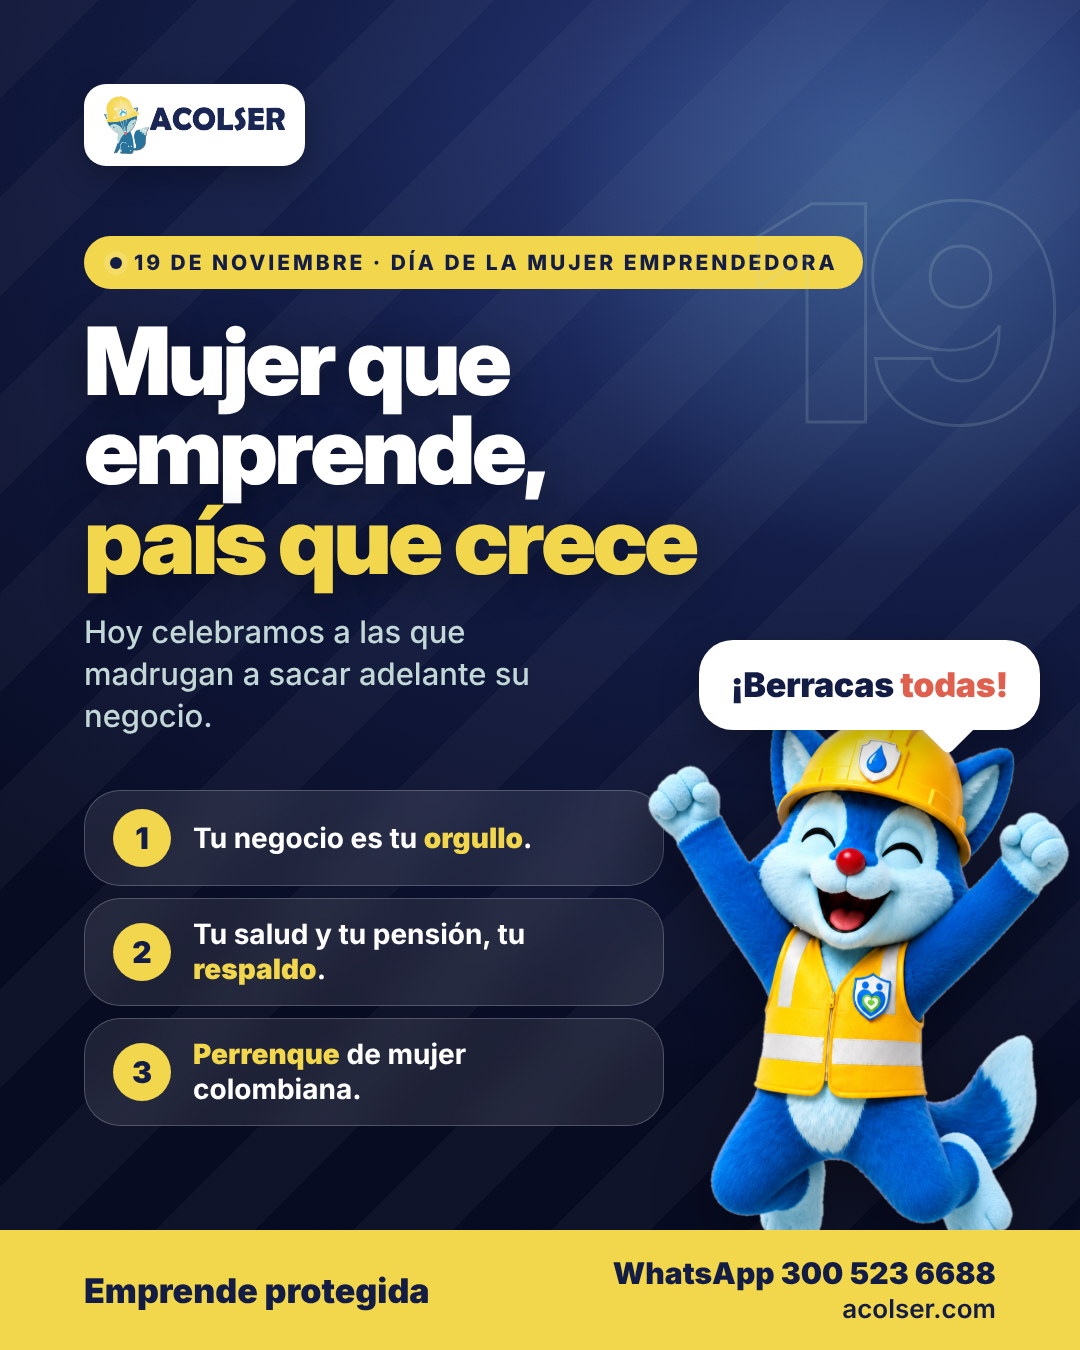 ACOLSER
19 DE NOVIEMBRE · DÍA DE LA MUJER EMPRENDEDORA
19
Mujer que
emprende,
país que crece
Hoy celebramos a las que
madrugan a sacar adelante su
negocio.
¡Berracas todas!
1 Tu negocio es tu orgullo.
2 Tu salud y tu pensión, tu
respaldo.
3 Perrenque de mujer
colombiana.
Emprende protegida
WhatsApp 300 523 6688
acolser.com